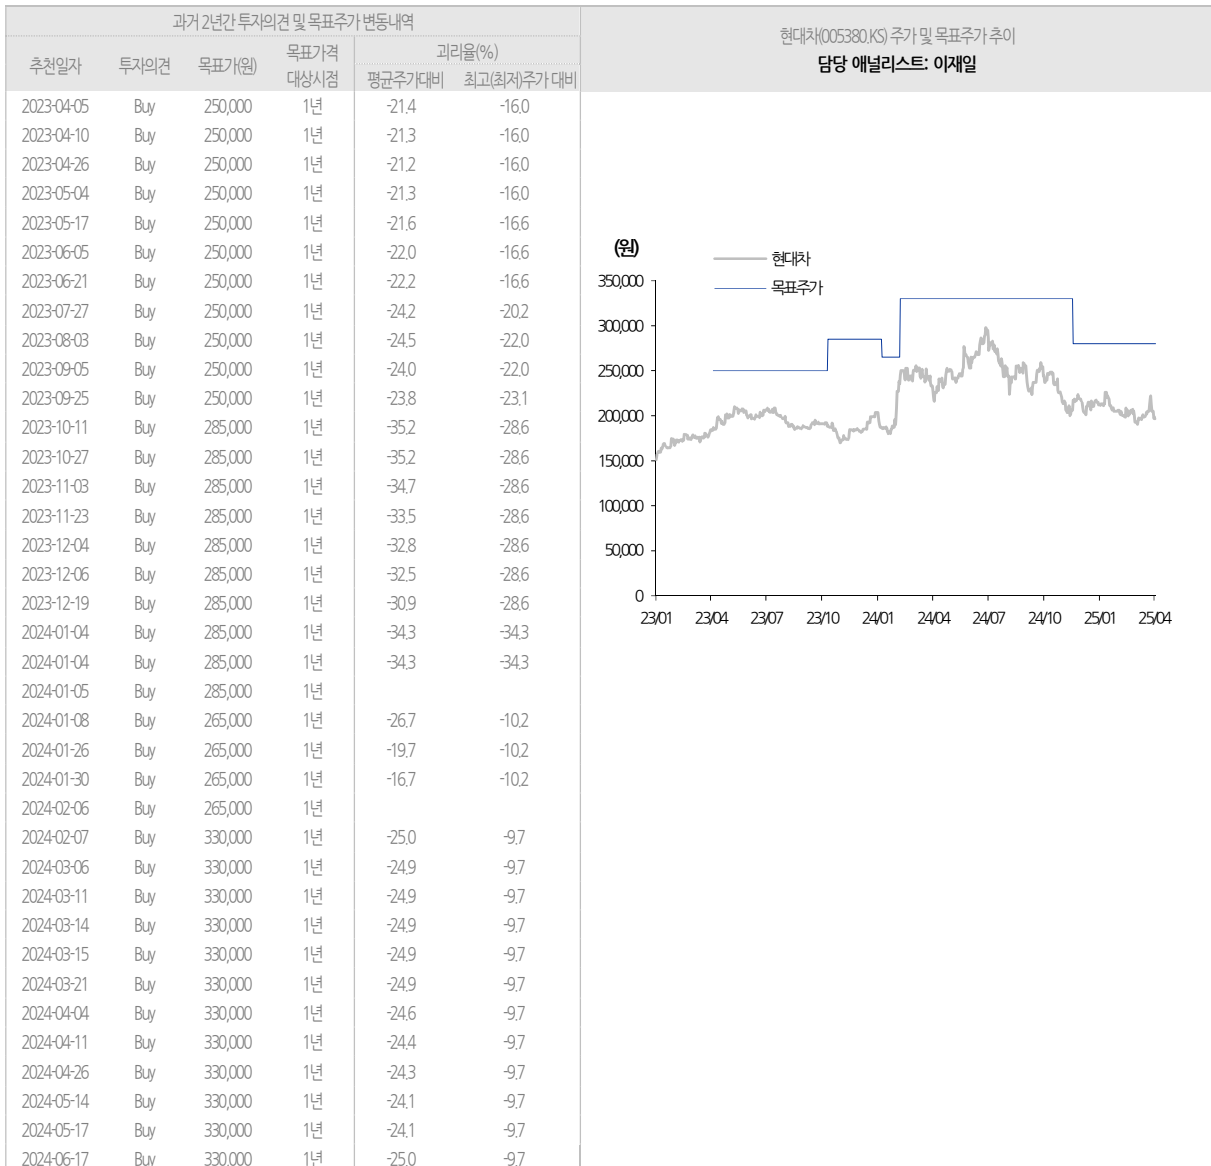 과거 2년간 투자의견 및 목표주가 변동내역
추천일자 투자의견 목표가(원) 목표가격 대상시점 괴리율(%)
평균주가대비 최고(최저)주가 대비
2023-04-05 Buy 250,000 1년 -21.4 -16.0
2023-04-10 Buy 250,000 1년 -21.3 -16.0
2023-04-26 Buy 250,000 1년 -21.2 -16.0
2023-05-04 Buy 250,000 1년 -21.3 -16.0
2023-05-17 Buy 250,000 1년 -21.6 -16.6
2023-06-05 Buy 250,000 1년 -22.0 -16.6
2023-06-21 Buy 250,000 1년 -22.2 -16.6
2023-07-27 Buy 250,000 1년 -24.2 -20.2
2023-08-03 Buy 250,000 1년 -24.5 -22.0
2023-09-05 Buy 250,000 1년 -24.0 -22.0
2023-09-25 Buy 250,000 1년 -23.8 -23.1
2023-10-11 Buy 285,000 1년 -35.2 -28.6
2023-10-27 Buy 285,000 1년 -35.2 -28.6
2023-11-03 Buy 285,000 1년 -34.7 -28.6
2023-11-23 Buy 285,000 1년 -33.5 -28.6
2023-12-04 Buy 285,000 1년 -32.8 -28.6
2023-12-06 Buy 285,000 1년 -32.5 -28.6
2023-12-19 Buy 285,000 1년 -30.9 -28.6
2024-01-04 Buy 285,000 1년 -34.3 -34.3
2024-01-04 Buy 285,000 1년 -34.3 -34.3
2024-01-05 Buy 285,000 1년
2024-01-08 Buy 265,000 1년 -26.7 -10.2
2024-01-26 Buy 265,000 1년 -19.7 -10.2
2024-01-30 Buy 265,000 1년 -16.7 -10.2
2024-02-06 Buy 265,000 1년
2024-02-07 Buy 330,000 1년 -25.0 -9.7
2024-03-06 Buy 330,000 1년 -24.9 -9.7
2024-03-11 Buy 330,000 1년 -24.9 -9.7
2024-03-14 Buy 330,000 1년 -24.9 -9.7
2024-03-15 Buy 330,000 1년 -24.9 -9.7
2024-03-21 Buy 330,000 1년 -24.9 -9.7
2024-04-04 Buy 330,000 1년 -24.6 -9.7
2024-04-11 Buy 330,000 1년 -24.4 -9.7
2024-04-26 Buy 330,000 1년 -24.3 -9.7
2024-05-14 Buy 330,000 1년 -24.1 -9.7
2024-05-17 Buy 330,000 1년 -24.1 -9.7
2024-06-17 Buy 330,000 1년 -25.0 -9.7
현대차(005380.KS) 주가 및 목표주가 추이
담당 애널리스트: 이재일
(원)
현대차
목표주가
350,000
300,000
250,000
200,000
150,000
100,000
50,000
0
23/01 23/04 23/07 23/10 24/01 24/04 24/07 24/10 25/01 25/04